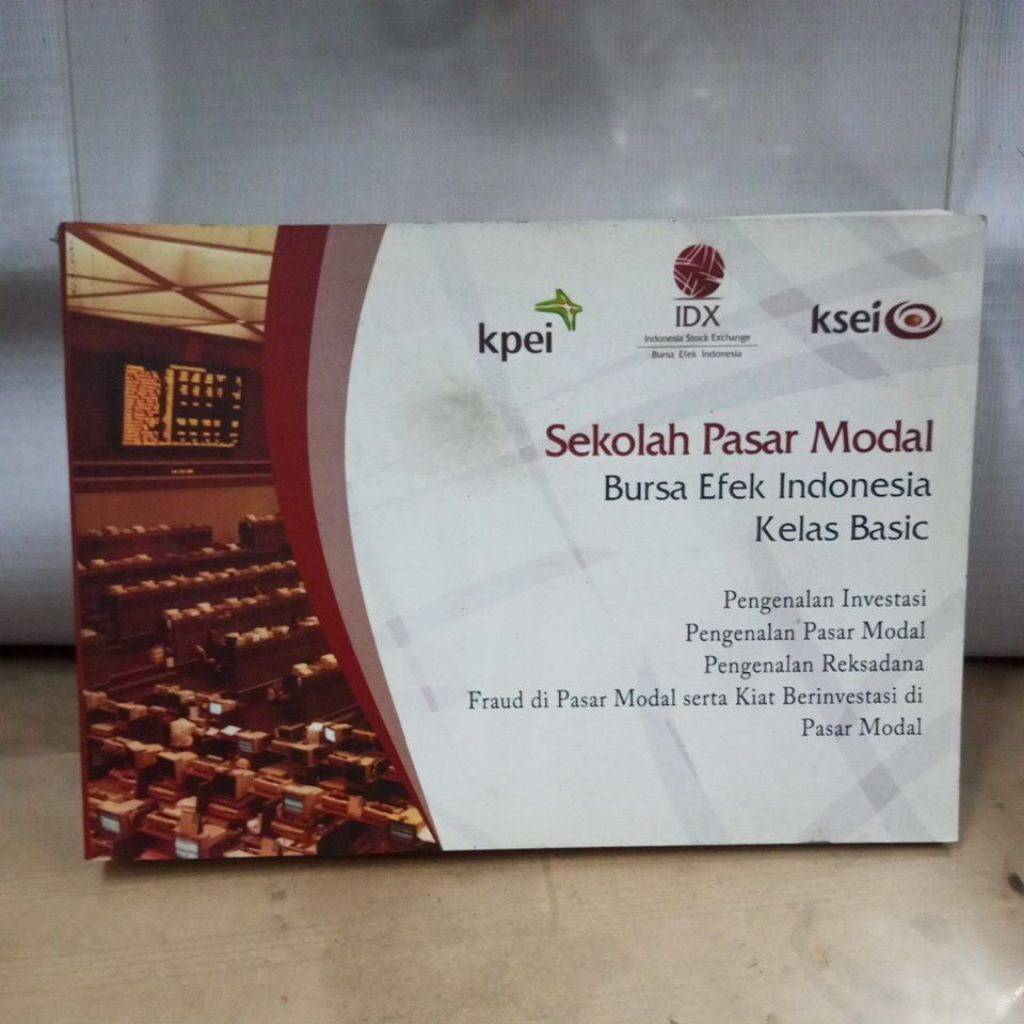 kpei
IDX
Indonesia Stock Exchange
Bursa Efek Indonesia
ksei
Sekolah Pasar Modal
Bursa Efek Indonesia
Kelas Basic
Pengenalan Investasi
Pengenalan Pasar Modal
Pengenalan Reksadana
Fraud di Pasar Modal serta Kiat Berinvestasi di
Pasar Modal